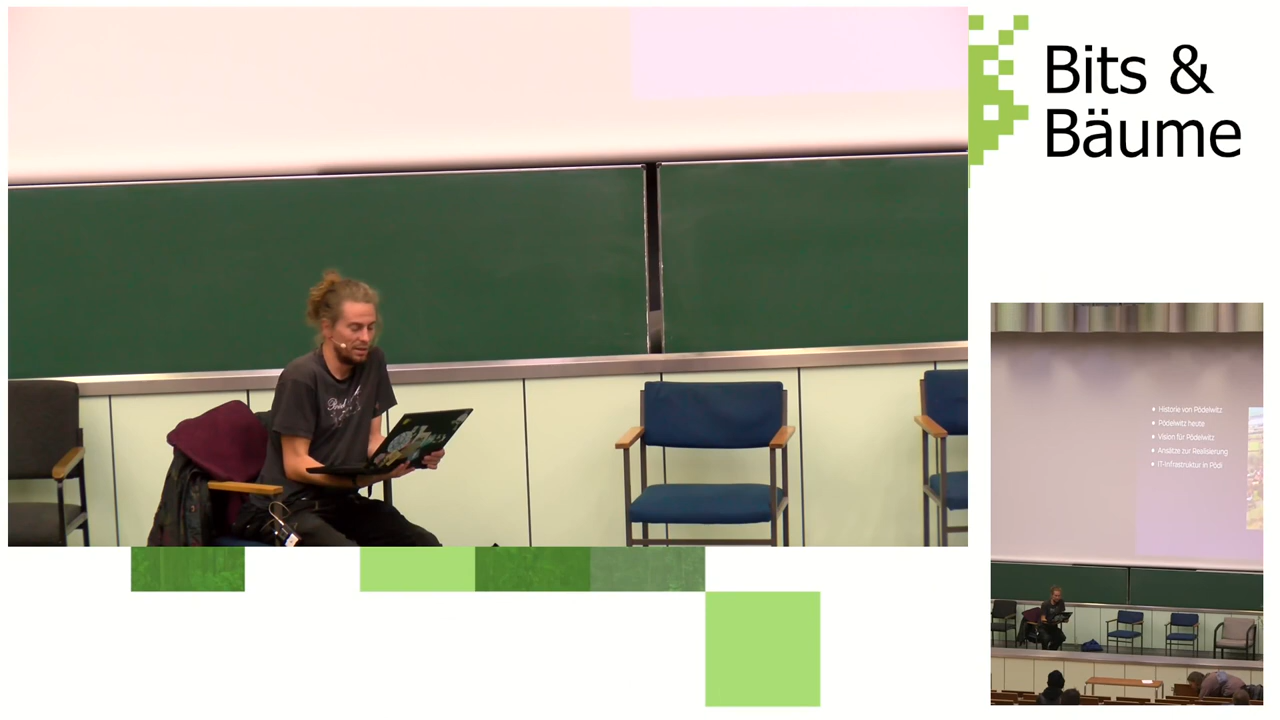 Bits &
Bäume
Historie von Pödelwitz
Pödelwitz heute
Vision für Pödelwitz
Ansätze zur Realisierung
IT-Infrastruktur in Pödi